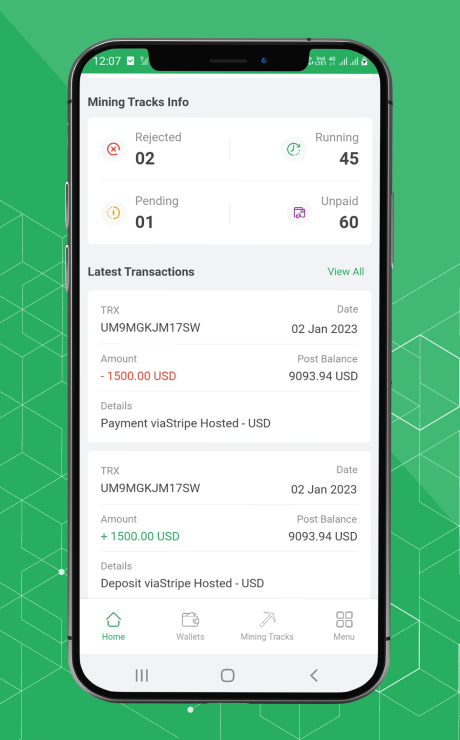 12:07
Mining Tracks Info
Rejected
02
Running
45
Pending
01
Unpaid
60
Latest Transactions
View All
TRX
Date
UM9MGKJM17SW
02 Jan 2023
Amount
Post Balance
- 1500.00 USD
9093.94 USD
Details
Payment viaStripe Hosted - USD
TRX
Date
UM9MGKJM17SW
02 Jan 2023
Amount
Post Balance
+ 1500.00 USD
9093.94 USD
Details
Deposit viaStripe Hosted - USD
Home
Wallets
Mining Tracks
Menu